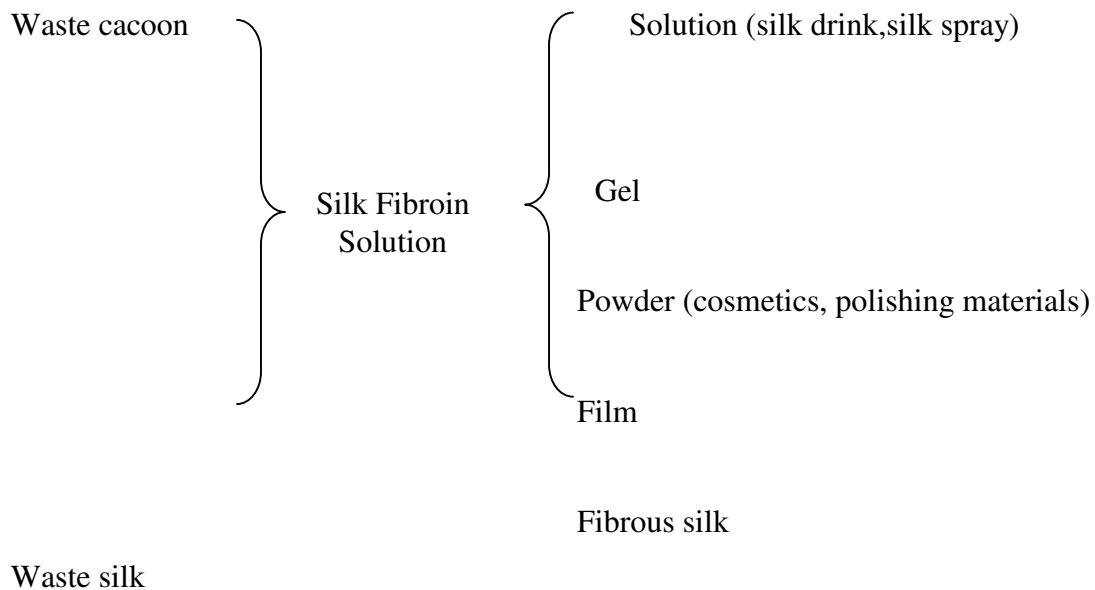 Waste cacoon
Solution (silk drink,silk spray)
Gel
Silk Fibroin
Solution
Powder (cosmetics, polishing materials)
Film
Fibrous silk
Waste silk